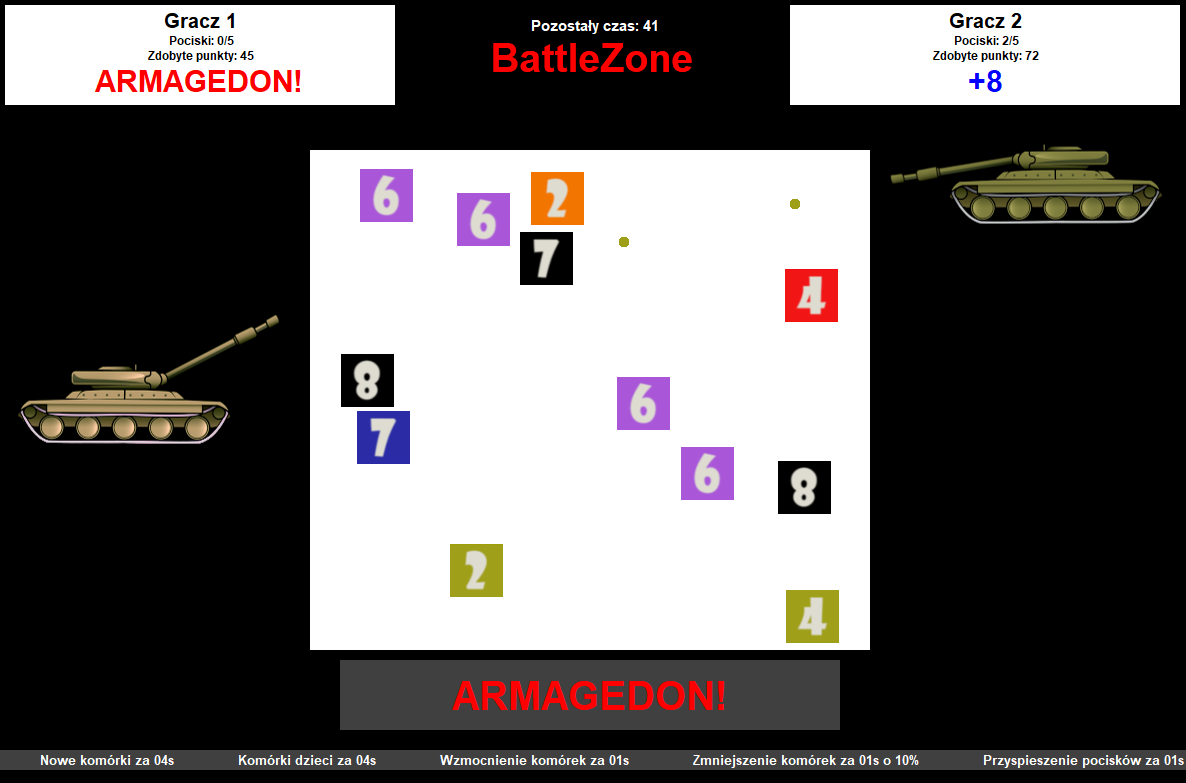 Gracz 1
Pociski: 0/5
Zdobyte punkty: 45
ARMAGEDON!
Pozostały czas: 41
BattleZone
Gracz 2
Pociski: 2/5
Zdobyte punkty: 72
+8
6
6
2
7
4
8
6
7
6
8
2
4
ARMAGEDON!
Nowe komórki za 04s
Komórki dzieci za 04s
Wzmocnienie komórek za 01s
Zmniejszenie komórek za 01s o 10%
Przyspieszenie pocisków za 01s